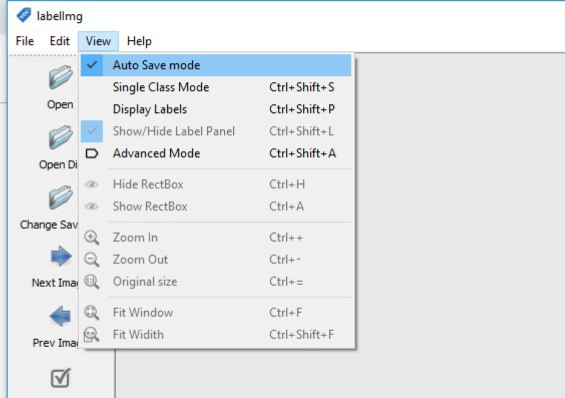 labelImg
File Edit View Help
Auto Save mode
Single Class Mode Ctrl+Shift+S
Display Labels Ctrl+Shift+P
Show/Hide Label Panel Ctrl+Shift+L
Advanced Mode Ctrl+Shift+A
Hide RectBox Ctrl+H
Show RectBox Ctrl+A
Zoom In Ctrl++
Zoom Out Ctrl+-
Original size Ctrl+=
Fit Window Ctrl+F
Fit Widith Ctrl+Shift+F
Open
Open Di
Change Sav
Next Ima
Prev Ima